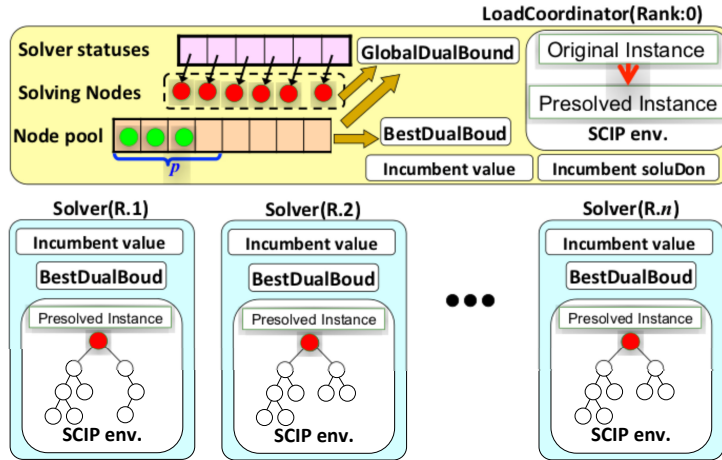 LoadCoordinator(Rank:0)
Solver statuses
GlobalDualBound
Original Instance
Solving Nodes
Presolved Instance
Node pool
BestDualBoud
SCIP env.
p
Incumbent value
Incumbent soluDon
Solver(R.1)
Solver(R.2)
Solver(R.n)
Incumbent value
Incumbent value
Incumbent value
BestDualBoud
BestDualBoud
BestDualBoud
Presolved Instance
Presolved Instance
Presolved Instance
SCIP env.
SCIP env.
SCIP env.